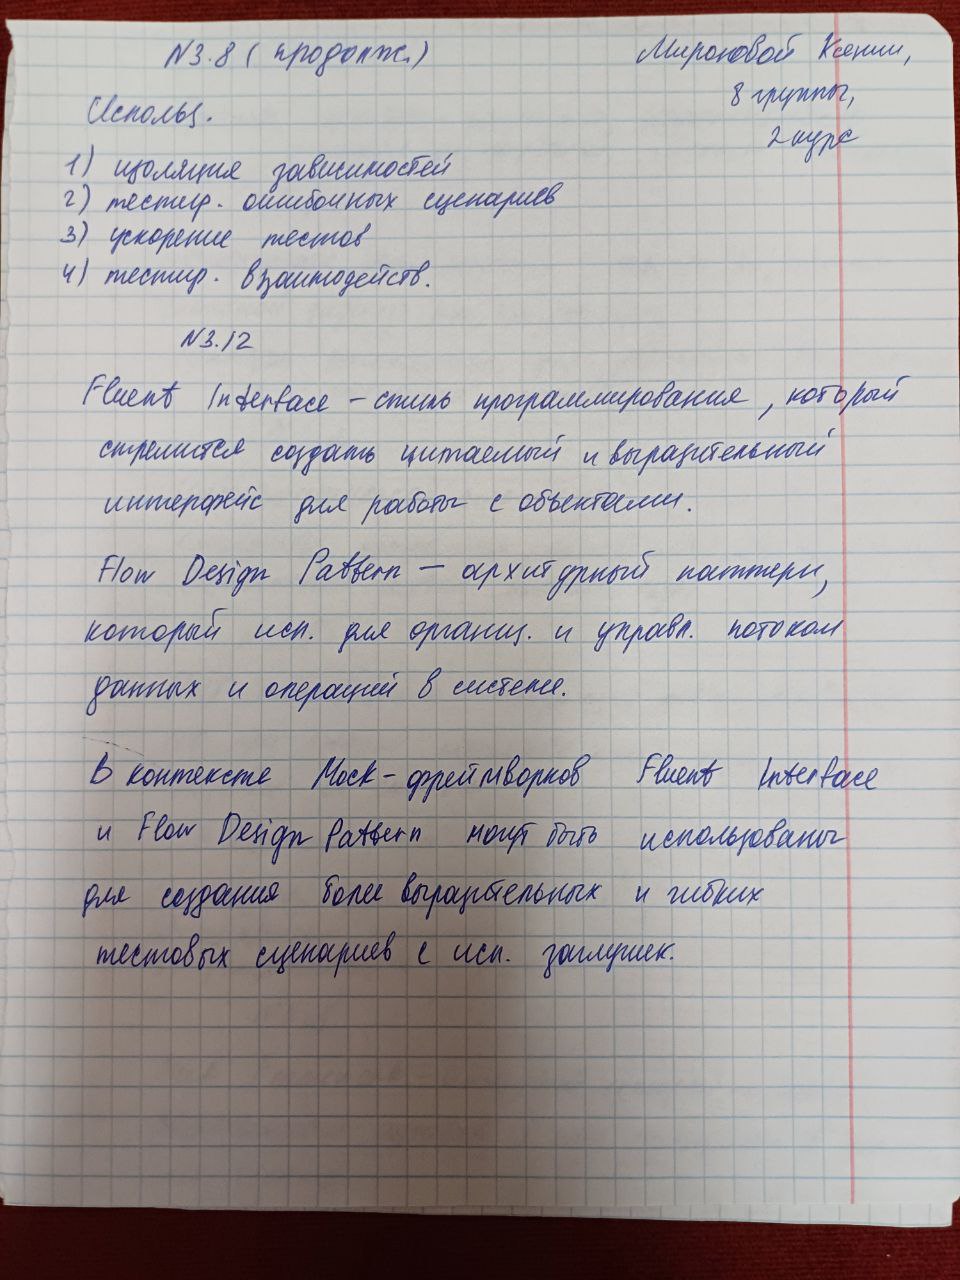 N3.8 (продолж.)
Мироновой Ксении,
8 группы,
2 курс
Использ.
1) изоляция зависимостей
2) тестир. ошибочных сценариев
3) ускорение тестов
4) тестир. взаимодейств.
N3.12
Fluent Interface - стиль программирования, который
стремится создать читаемый и выразительный
интерфейс для работы с объектами.
Flow Design Pattern - архитурный паттерн,
который исп. для организ. и управл. потоком
данных и операций в системе.
В контексте Mock-фреймворков Fluent Interface
и Flow Design Pattern могут быть использованы
для создания более выразительных и гибких
тестовых сценариев с исп. заглушек.